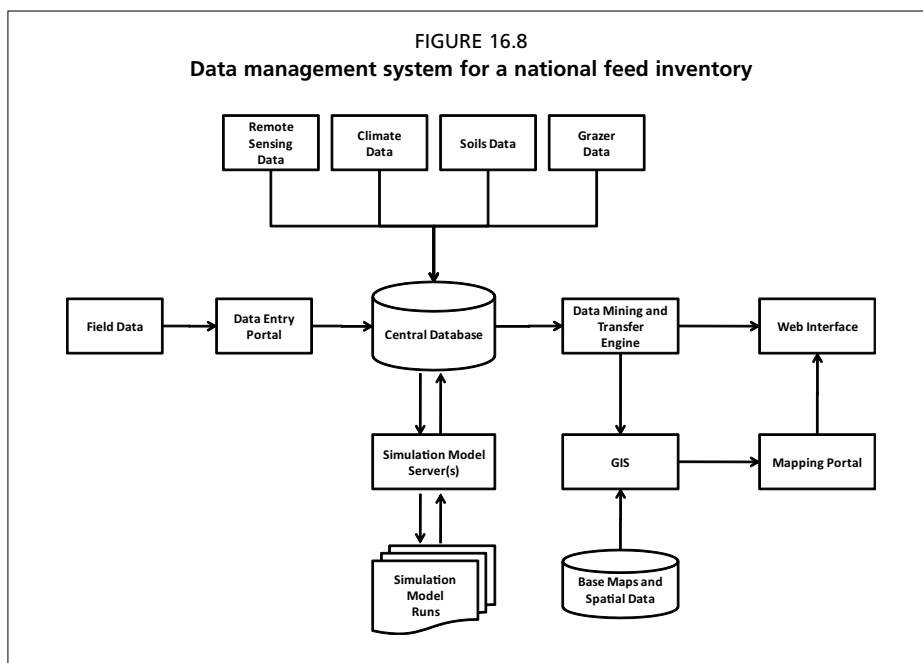 FIGURE 16.8
Data management system for a national feed inventory
Remote
Sensing
Data
Climate
Data
Soils Data
Grazer
Data
Field Data
Data Entry
Portal
Central Database
Data Mining and
Transfer
Engine
Web Interface
Simulation Model
Server(s)
GIS
Mapping Portal
Simulation
Model
Runs
Base Maps and
Spatial Data